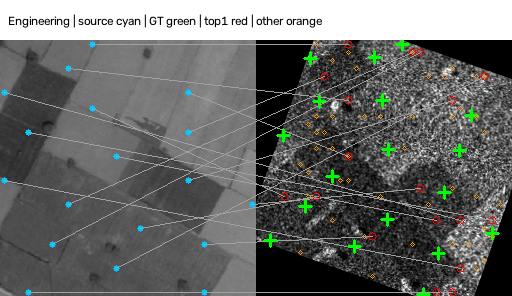 Engineering | source cyan | GT green | top1 red | other orange